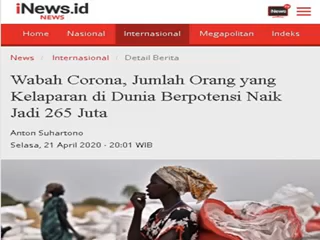 iNews.id
NEWS
iNews
Home Nasional Internasional Megapolitan Indeks
News › Internasional › Detail Berita
Wabah Corona, Jumlah Orang yang
Kelaparan di Dunia Berpotensi Naik
Jadi 265 Juta
Anton Suhartono
Selasa, 21 April 2020 - 20:01 WIB